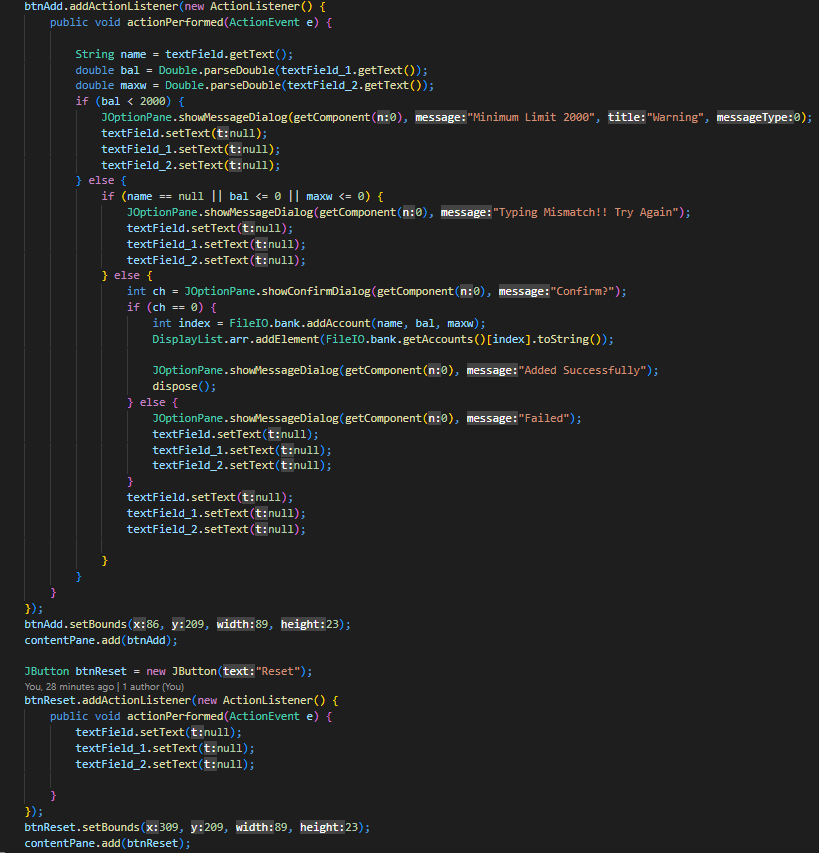 btnAdd.addActionListener(new ActionListener() {
public void actionPerformed(ActionEvent e) {
String name = textField.getText();
double bal = Double.parseDouble(textField_1.getText());
double maxw = Double.parseDouble(textField_2.getText());
if (bal < 2000) {
JOptionPane.showMessageDialog(getComponent(n:0), message:"Minimum Limit 2000", title:"Warning", messageType:0);
textField.setText(t:null);
textField_1.setText(t:null);
textField_2.setText(t:null);
} else {
if (name == null || bal <= 0 || maxw <= 0) {
JOptionPane.showMessageDialog(getComponent(n:0), message:"Typing Mismatch!! Try Again");
textField.setText(t:null);
textField_1.setText(t:null);
textField_2.setText(t:null);
} else {
int ch = JOptionPane.showConfirmDialog(getComponent(n:0), message:"Confirm?");
if (ch == 0) {
int index = FileIO.bank.addAccount(name, bal, maxw);
DisplayList.arr.addElement(FileIO.bank.getAccounts()[index].toString());
JOptionPane.showMessageDialog(getComponent(n:0), message:"Added Successfully");
dispose();
} else {
JOptionPane.showMessageDialog(getComponent(n:0), message:"Failed");
textField.setText(t:null);
textField_1.setText(t:null);
textField_2.setText(t:null);
}
textField.setText(t:null);
textField_1.setText(t:null);
textField_2.setText(t:null);
}
}
}
});
btnAdd.setBounds(x:86, y:209, width:89, height:23);
contentPane.add(btnAdd);
JButton btnReset = new JButton(text:"Reset");
You, 28 minutes ago | 1 author (You)
btnReset.addActionListener(new ActionListener() {
public void actionPerformed(ActionEvent e) {
textField.setText(t:null);
textField_1.setText(t:null);
textField_2.setText(t:null);
}
});
btnReset.setBounds(x:309, y:209, width:89, height:23);
contentPane.add(btnReset);